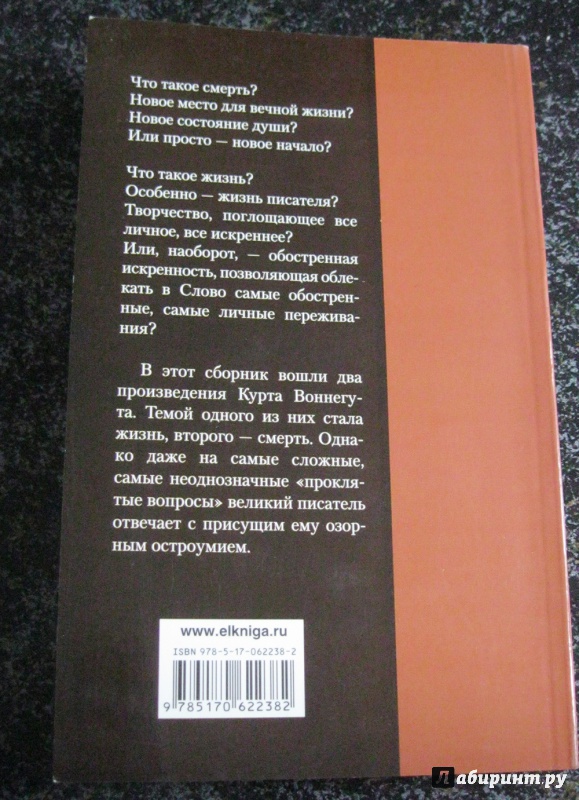 Что такое смерть?
Новое место для вечной жизни?
Новое состояние души?
Или просто — новое начало?
Что такое жизнь?
Особенно — жизнь писателя?
Творчество, поглощающее все
личное, все искреннее?
Или, наоборот, — обостренная
искренность, позволяющая обле-
кать в Слово самые обострен-
ные, самые личные пережива-
ния?
В этот сборник вошли два
произведения Курта Воннегу-
та. Темой одного из них стала
жизнь, второго — смерть. Одна-
ко даже на самые сложные,
самые неоднозначные «прокля-
тые вопросы» великий писатель
отвечает с присущим ему озор-
ным остроумием.
www.elkniga.ru
ISBN 978-5-17-062238-2
9 785170 622382
Лабиринт.ру